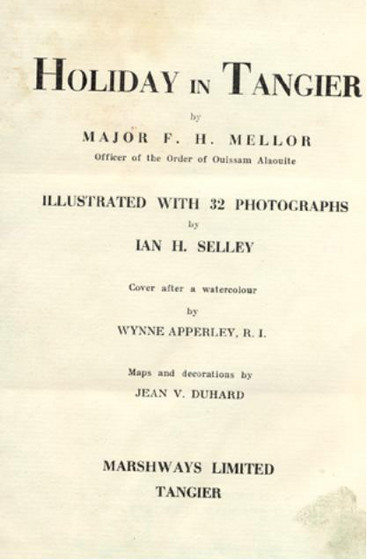 HOLIDAY IN TANGIER
by
MAJOR F. H. MELLOR
Officer of the Order of Ouissam Alaouite
ILLUSTRATED WITH 32 PHOTOGRAPHS
by
IAN H. SELLEY
Cover after a watercolour
by
WYNNE APPERLEY, R. I.
Maps and decorations by
JEAN V. DUHARD
MARSHWAYS LIMITED
TANGIER